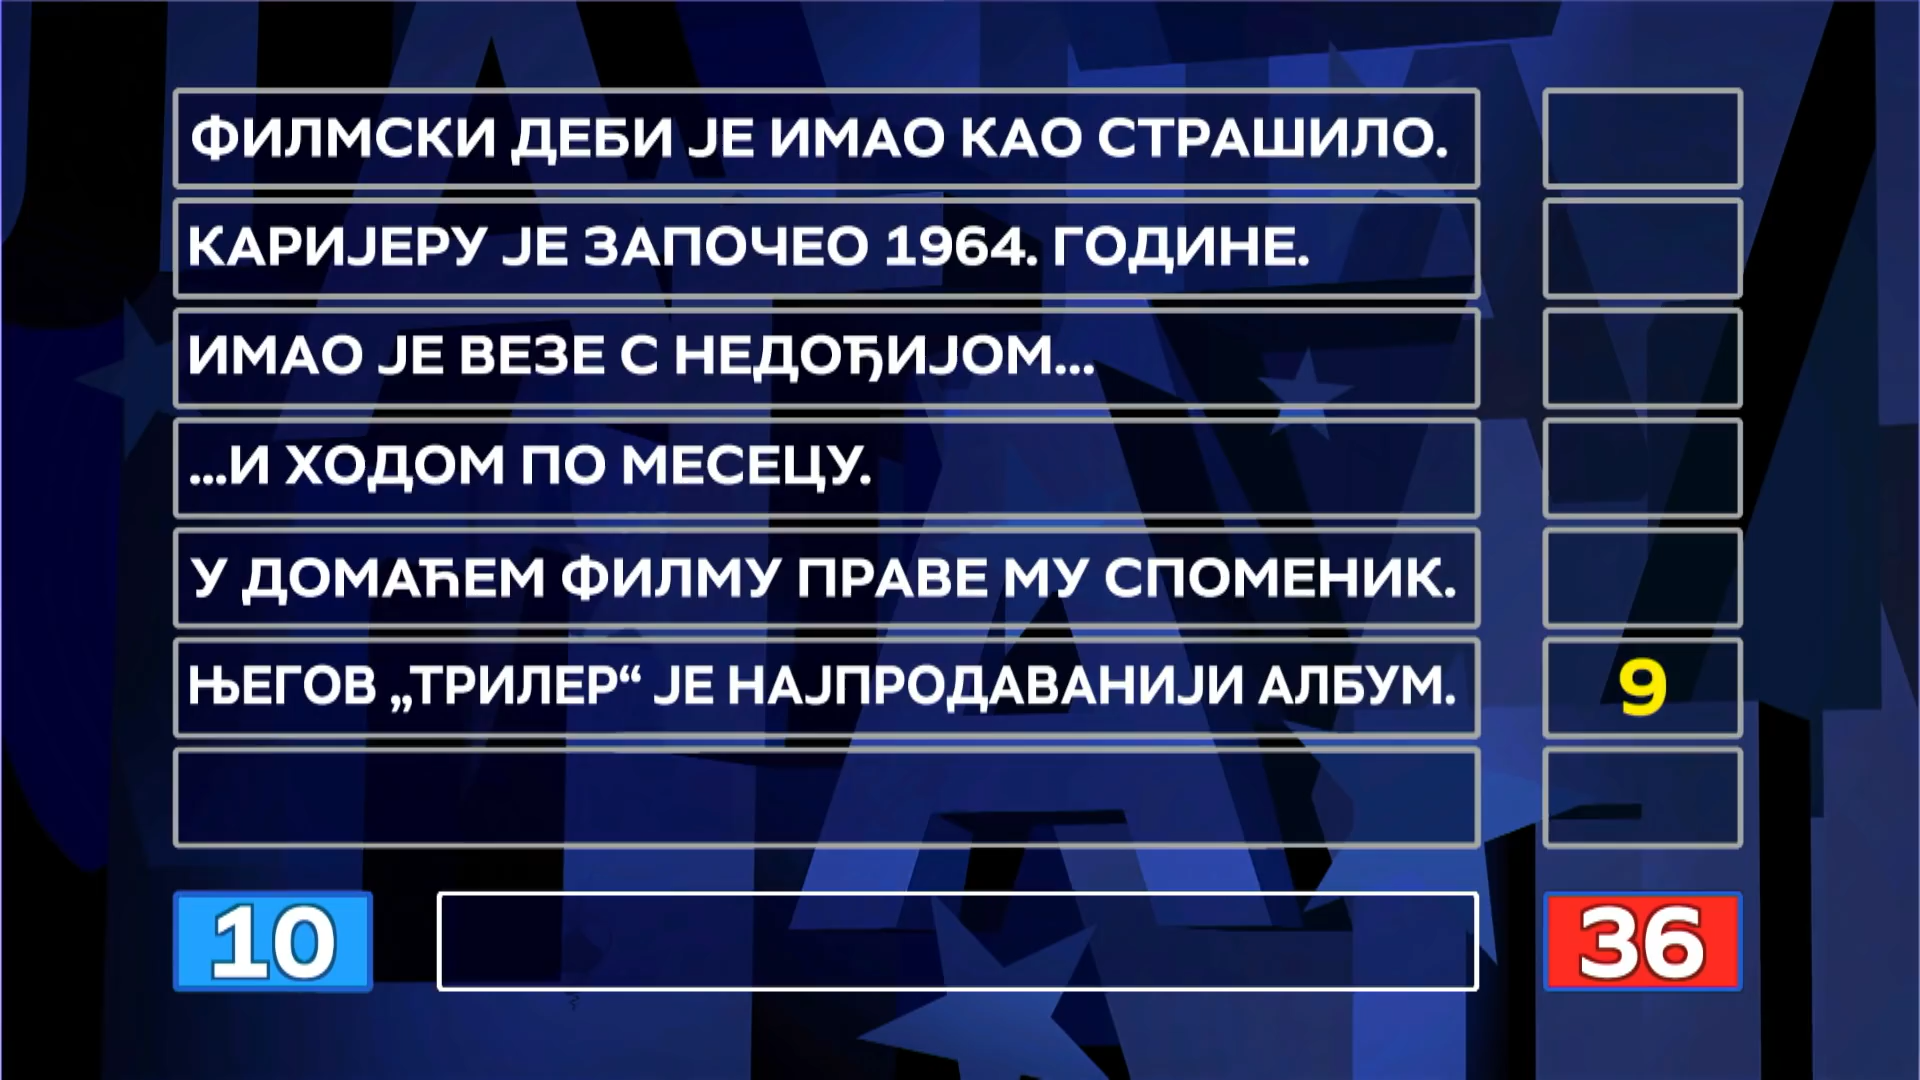 ФИЛМСКИ ДЕБИ ЈЕ ИМАО КАО СТРАШИЛО.
КАРИЈЕРУ ЈЕ ЗАПОЧЕО 1964. ГОДИНЕ.
ИМАО ЈЕ ВЕЗЕ С НЕДОЂИЈОМ...
...И ХОДОМ ПО МЕСЕЦУ.
У ДОМАЋЕМ ФИЛМУ ПРАВЕ МУ СПОМЕНИК.
ЊЕГОВ „ТРИЛЕР“ ЈЕ НАЈПРОДАВАНИЈИ АЛБУМ. 9
10 36